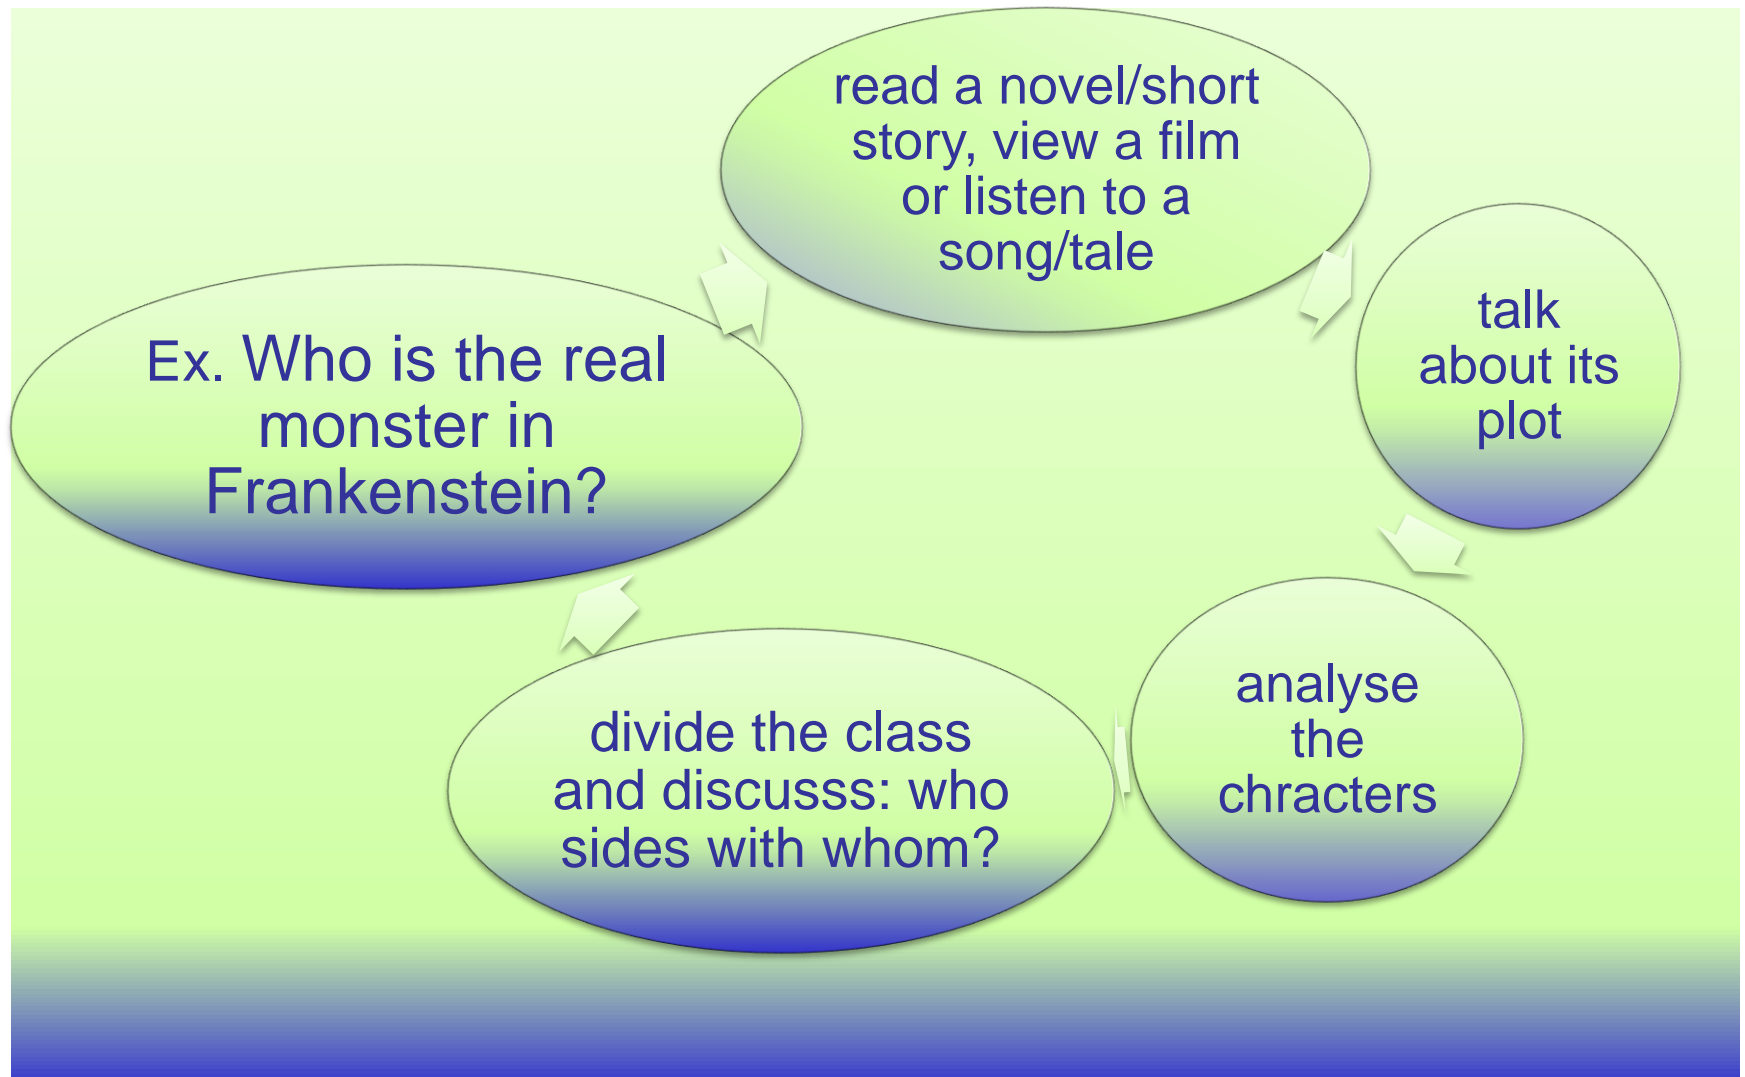 read a novel/short
story, view a film
or listen to a
song/tale
talk
about its
plot
analyse
the
chracters
divide the class
and discusss: who
sides with whom?
Ex. Who is the real
monster in
Frankenstein?